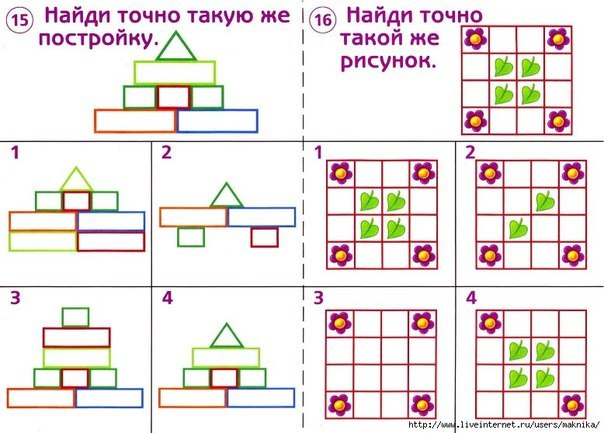 15 Найди точно такую же
постройку.
1
2
3
4
16 Найди точно
такой же
рисунок.
1
2
3
4
http://www.liveinternet.ru/users/maknika/